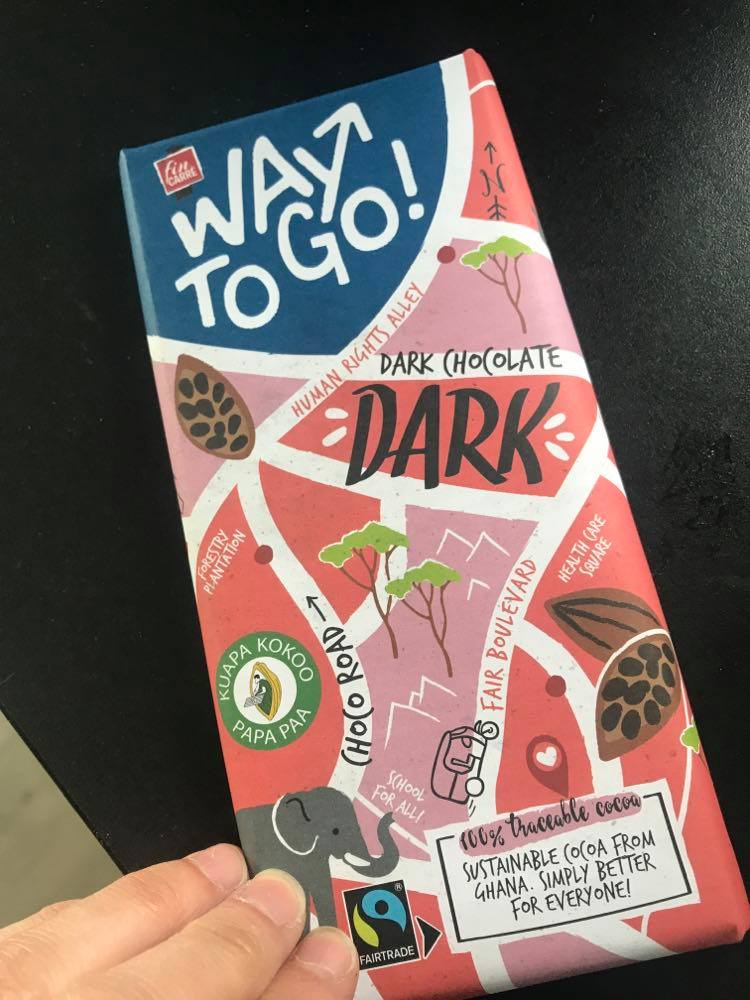 fin
CARRÉ
WAY
TO GO!
N
HUMAN RIGHTS ALLEY
DARK CHOCOLATE
DARK
FORESTRY
PLANTATION
HEALTH CARE
SQUARE
FAIR BOULEVARD
CHOCO ROAD
KUAPA KOKOO
PAPA PAA
SCHOOL
FOR ALL!
100% traceable cocoa
SUSTAINABLE COCOA FROM
GHANA. SIMPLY BETTER
FOR EVERYONE!
®
FAIRTRADE